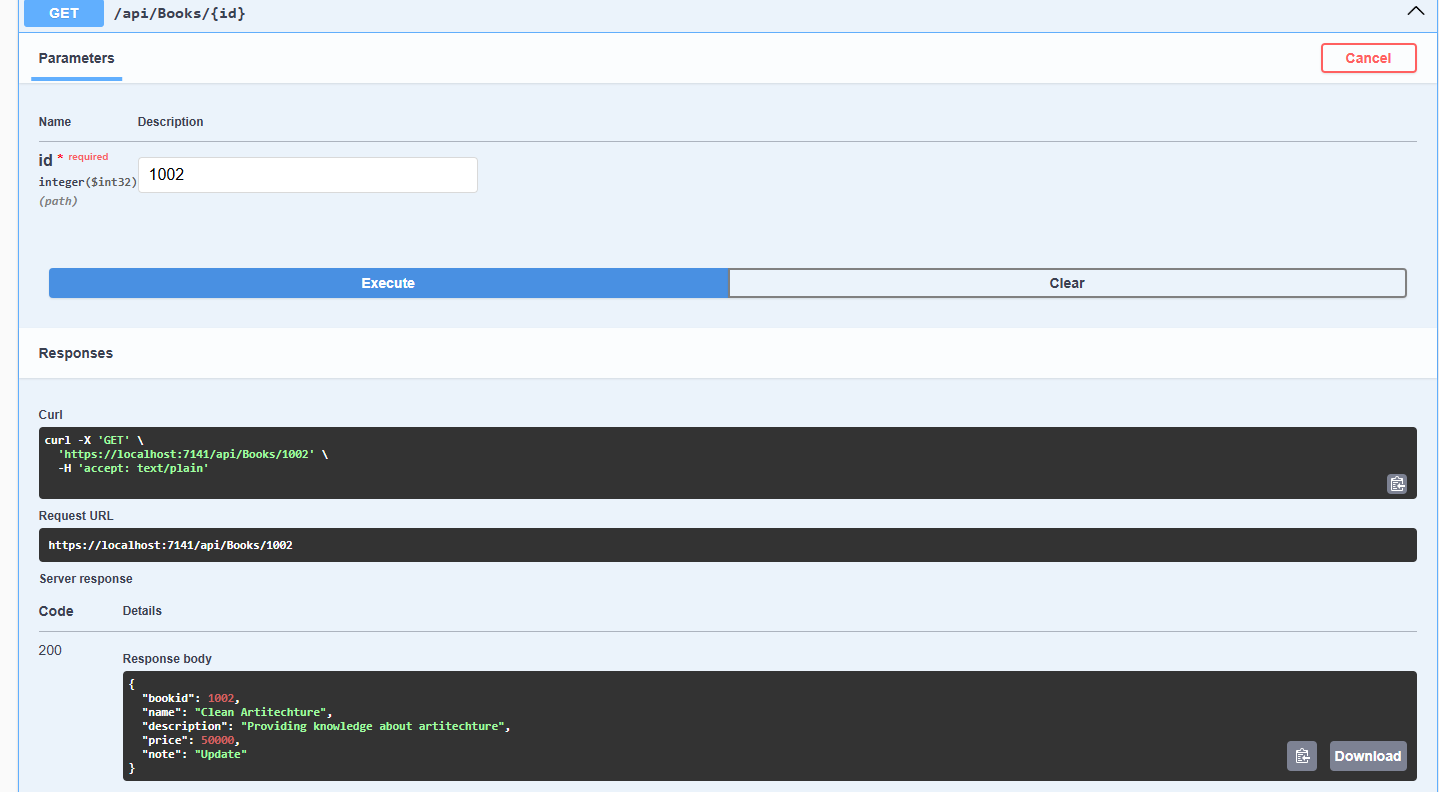 GET /api/Books/{id}
Parameters
Cancel
Name Description
id * required
integer($int32)
(path)
1002
Execute Clear
Responses
Curl
curl -X 'GET' \
'https://localhost:7141/api/Books/1002' \
-H 'accept: text/plain'
Request URL
https://localhost:7141/api/Books/1002
Server response
Code Details
200
Response body
{
"bookid": 1002,
"name": "Clean Artitechture",
"description": "Providing knowledge about artitechture",
"price": 50000,
"note": "Update"
}
Download